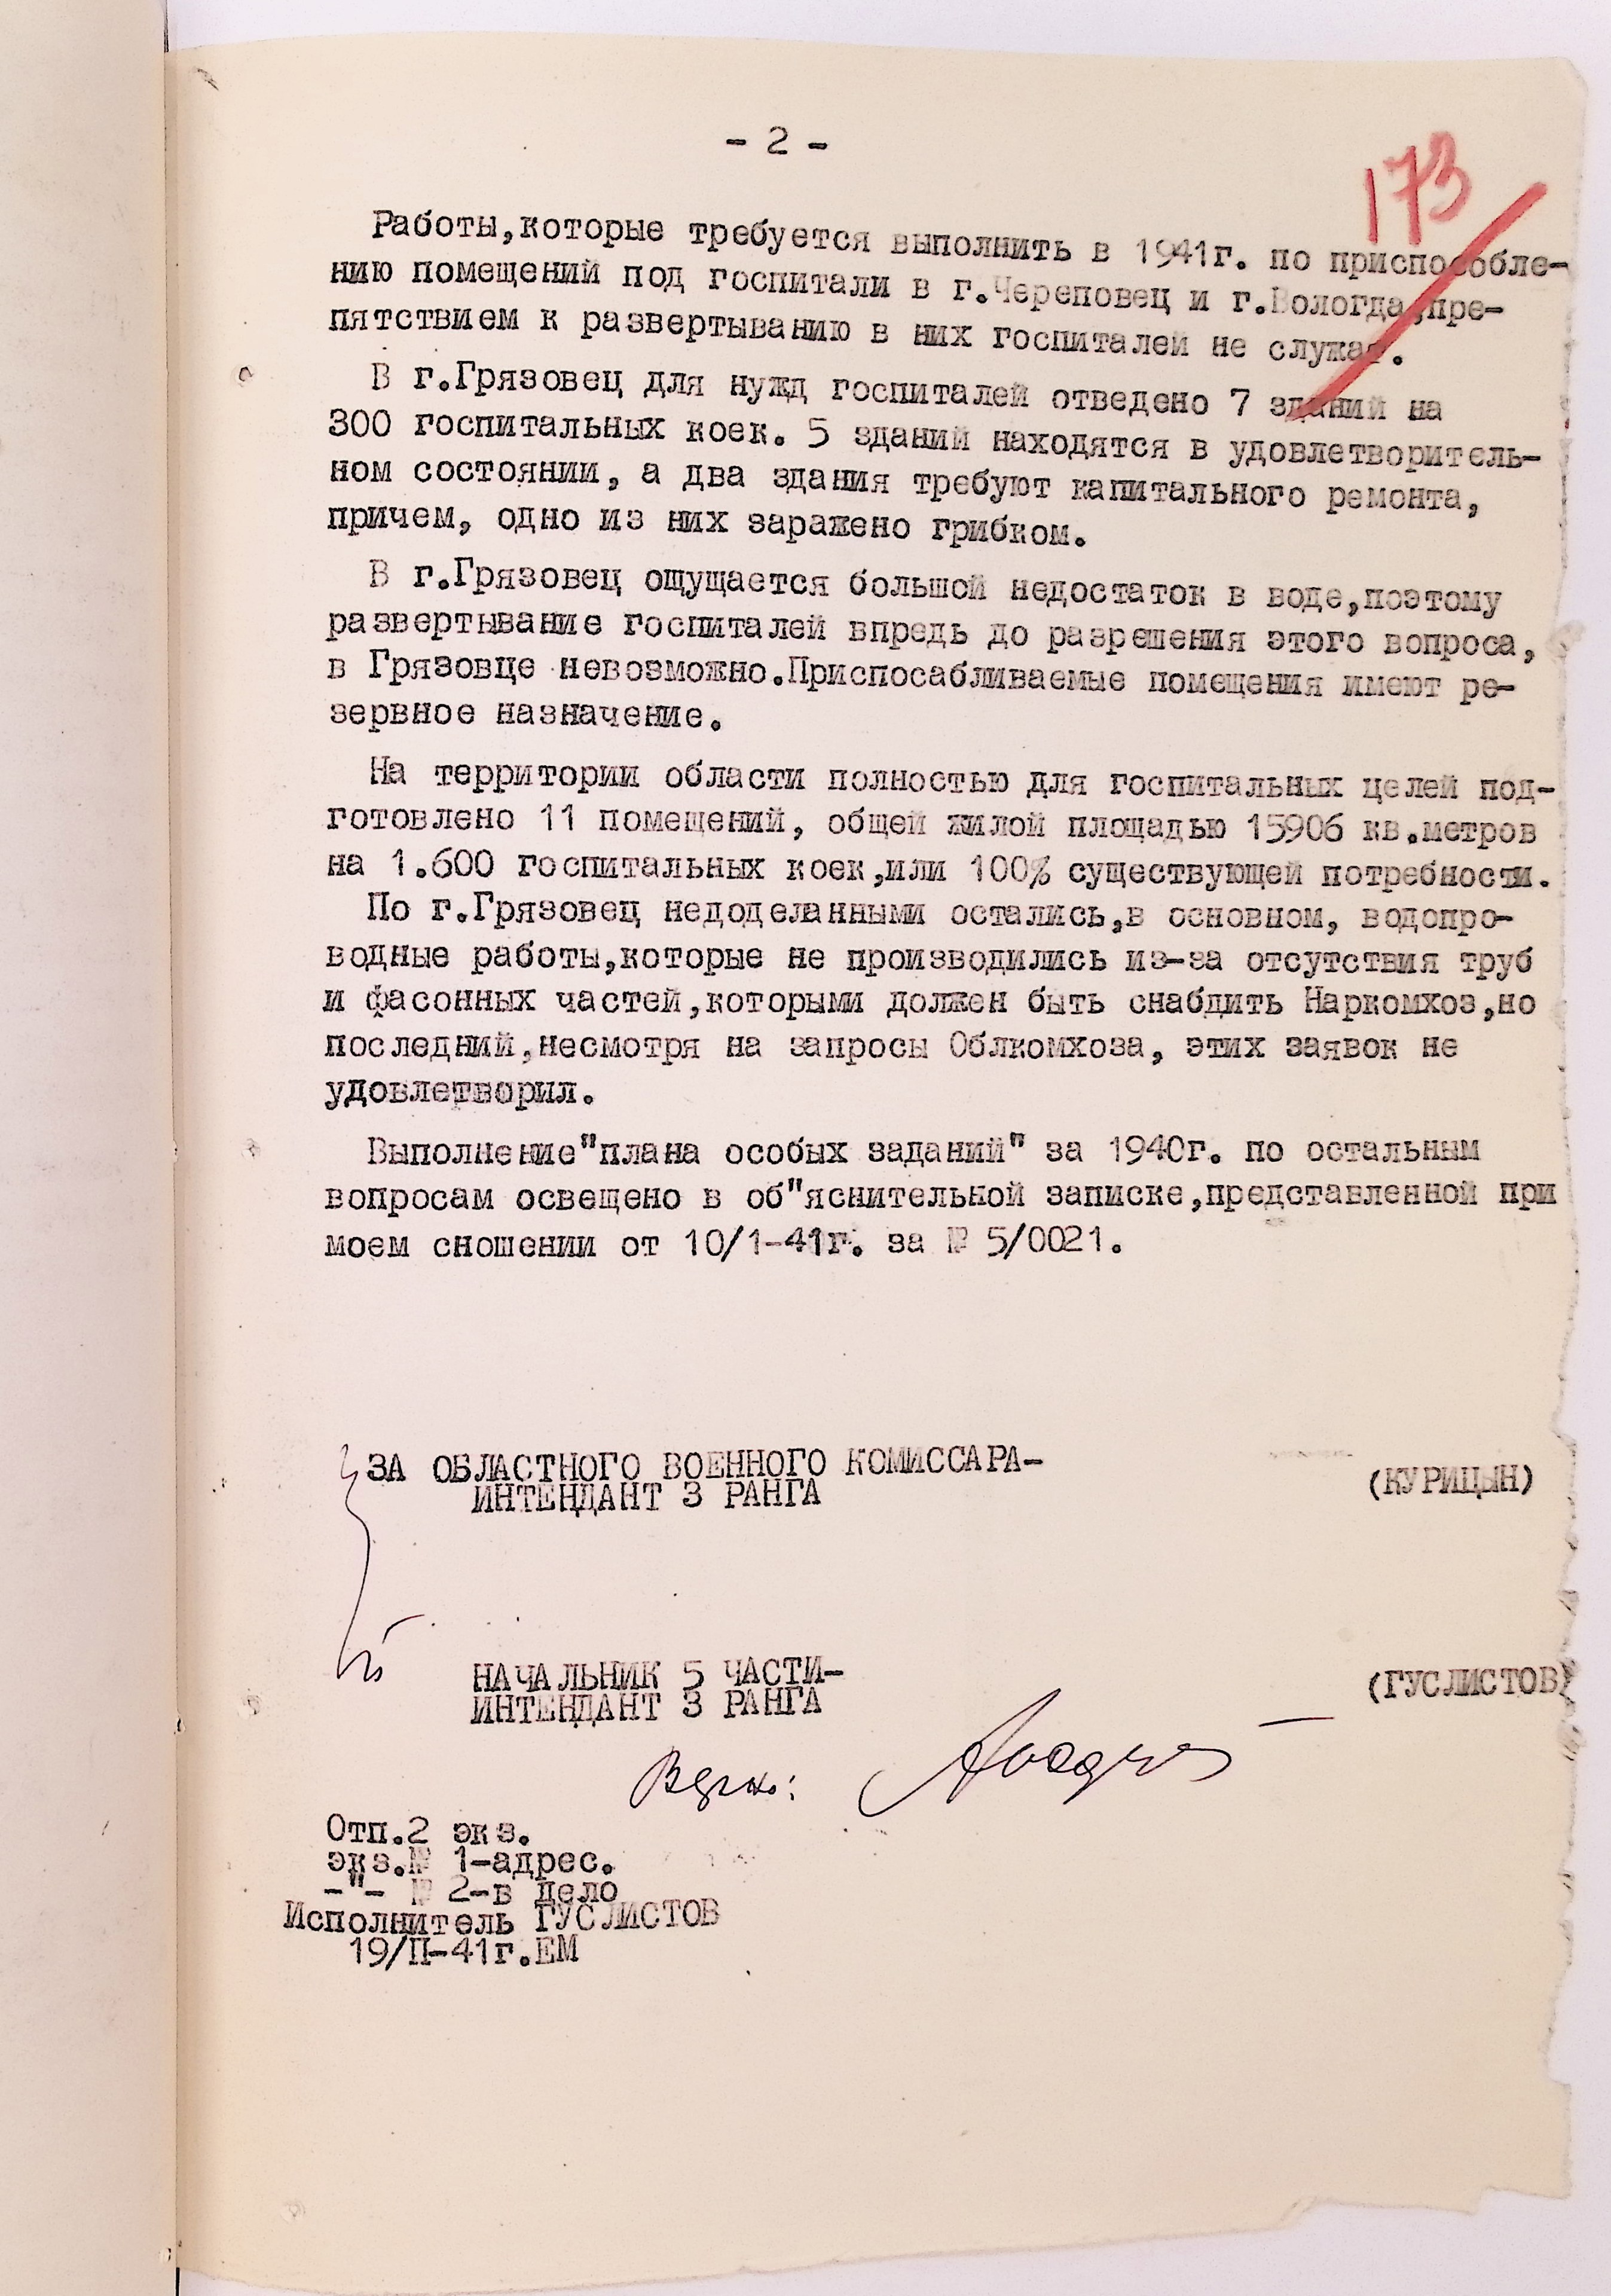 - 2 -
173
Работы,которые требуется выполнить в 1941г. по приспособле-
нию помещений под госпитали в г.Череповец и г.Вологда,пре-
пятствием к развертыванию в них госпиталей не служат.
В г.Грязовец для нужд госпиталей отведено 7 зданий на
300 госпитальных коек. 5 зданий находятся в удовлетворитель-
ном состоянии, а два здания требуют капитального ремонта,
причем, одно из них заражено грибком.
В г.Грязовец ощущается большой недостаток в воде,поэтому
развертывание госпиталей впредь до разрешения этого вопроса,
в Грязовце невозможно.Приспосабливаемые помещения имеют ре-
зервное назначение.
На территории области полностью для госпитальных целей под-
готовлено 11 помещений, общей жилой площадью 15906 кв.метров
на 1.600 госпитальных коек,или 100% существующей потребности.
По г.Грязовец недоделанными остались,в основном, водопро-
водные работы,которые не производились из-за отсутствия труб
и фасонных частей,которыми должен быть снабдить Наркомхоз,но
последний,несмотря на запросы Облкомхоза, этих заявок не
удовлетворил.
Выполнение"плана особых заданий" за 1940г. по остальным
вопросам освещено в об"яснительной записке,представленной при
моем сношении от 10/1-41г. за № 5/0021.
ЗА ОБЛАСТНОГО ВОЕННОГО КОМИССАРА-
ИНТЕНДАНТ 3 РАНГА (КУРИЦЫН)
НАЧАЛЬНИК 5 ЧАСТИ-
ИНТЕНДАНТ 3 РАНГА (ГУСЛИСТОВ)
Верно:
Отп.2 экз.
экз.№ 1-адрес.
-"- № 2-в дело
Исполнитель ГУСЛИСТОВ
19/II-41г.ЕМ